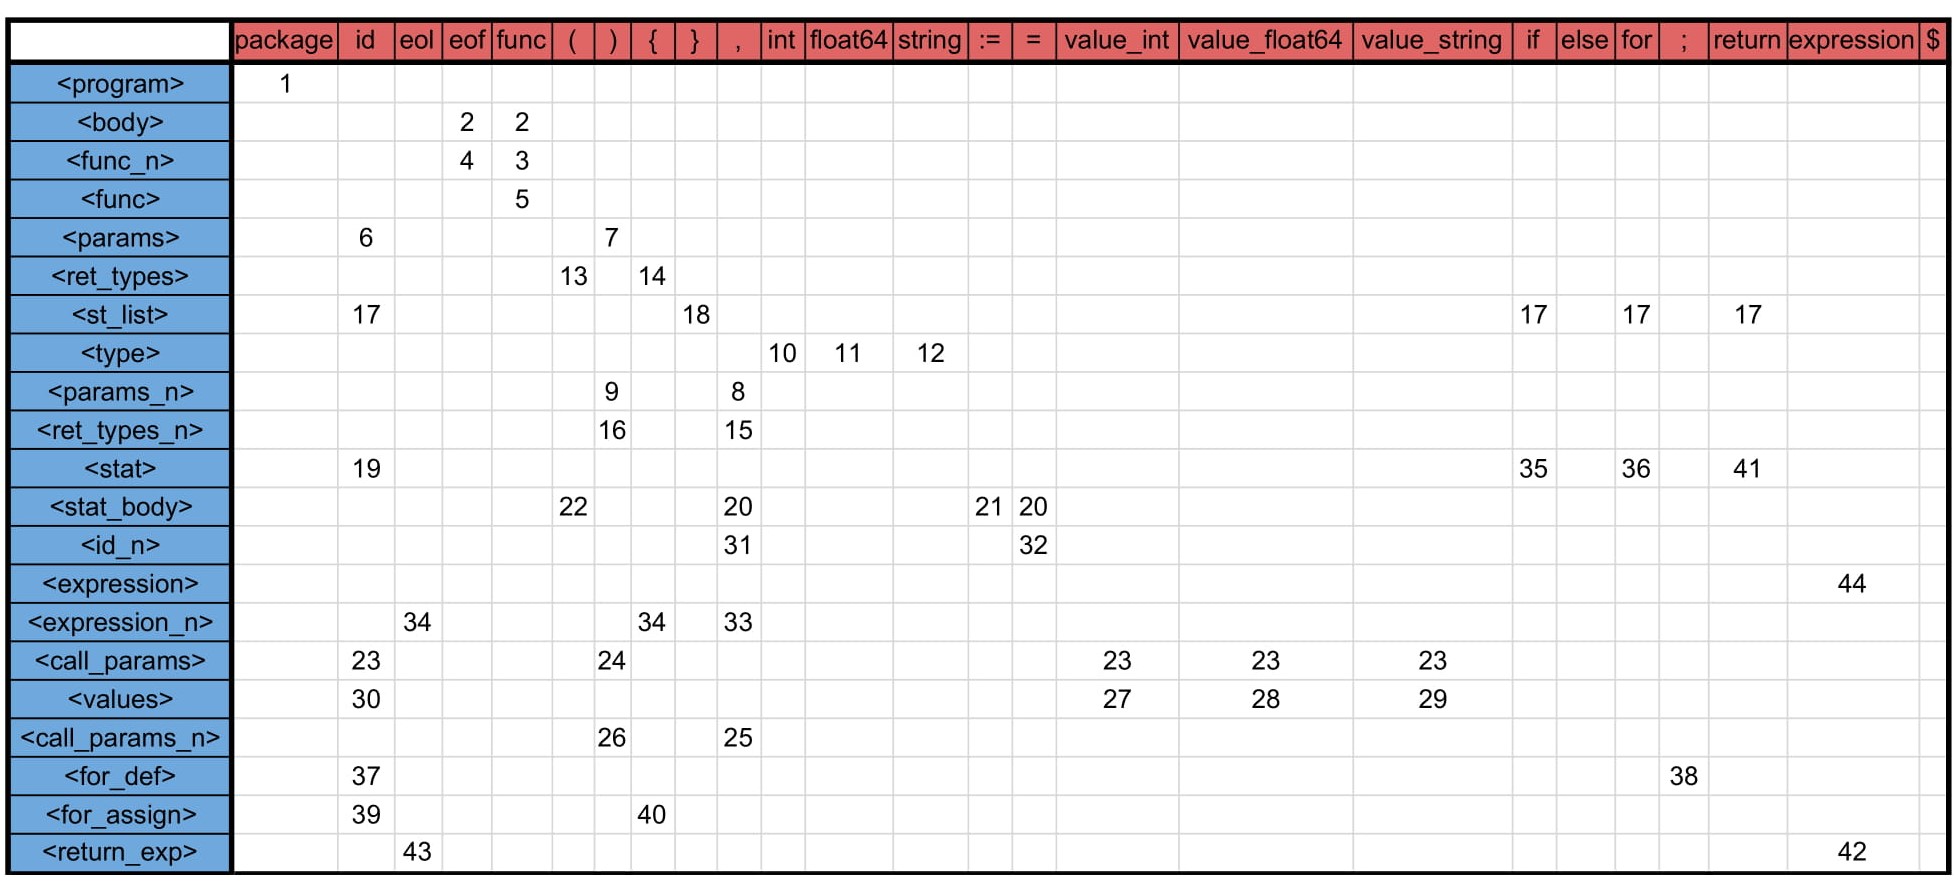 package id eol eof func ( ) { } , int float64 string := = value_int value_float64 value_string if else for ; return expression $
<program> 1
<body> 2 2
<func_n> 4 3
<func> 5
<params> 6 7
<ret_types> 13 14
<st_list> 17 18 17 17 17
<type> 10 11 12
<params_n> 9 8
<ret_types_n> 16 15
<stat> 19 35 36 41
<stat_body> 22 20 21 20
<id_n> 31 32
<expression> 44
<expression_n> 34 34 33
<call_params> 23 24 23 23 23
<values> 30 27 28 29
<call_params_n> 26 25
<for_def> 37 38
<for_assign> 39 40
<return_exp> 43 42